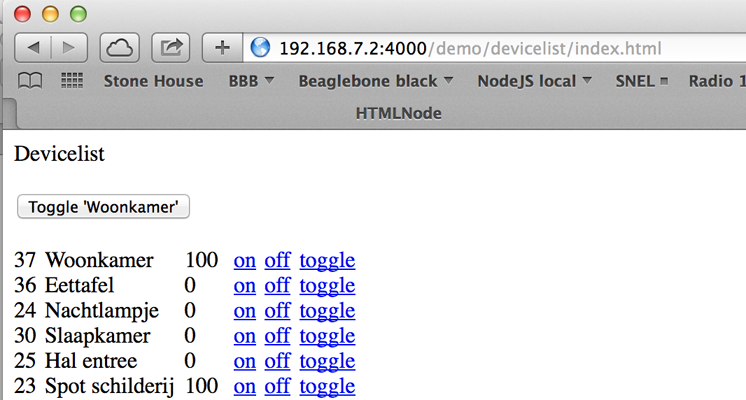 192.168.7.2:4000/demo/devicelist/index.html
Stone House BBB Beaglebone black NodeJS local SNEL Radio 1
HTMLNode
Devicelist
Toggle 'Woonkamer'
37 Woonkamer 100 on off toggle
36 Eettafel 0 on off toggle
24 Nachtlampje 0 on off toggle
30 Slaapkamer 0 on off toggle
25 Hal entree 0 on off toggle
23 Spot schilderij 100 on off toggle